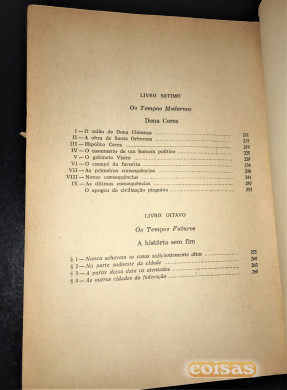 LIVRO SETIMO
Os Tempos Modernos
Dona Ceres
I — O salão de Dona Clarença
II — A obra de Santa Orberosa
III — Hipólito Ceres
IV — O casamento de um homem político
V — O gabinete Visire
VI — O canapé da favorita
VII — As primeiras consequências
VIII — Novas consequências
IX — As últimas consequências
O apogeu da civilização pinguim
LIVRO OITAVO
Os Tempos Futuros
A história sem fim
§ 1 — Nunca achavam as casas suficientemente altas
§ 2 — Na parte sudoeste da cidade
§ 3 — A partir dessa data os atentados
§ 4 — As outras cidades da federação
coisas